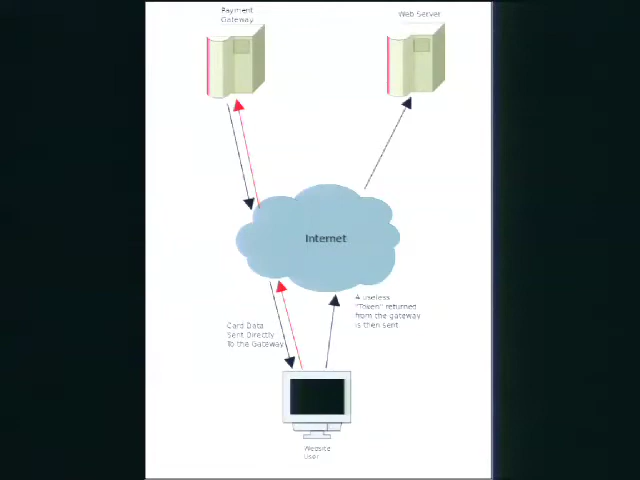 Payment
Gateway
Web Server
Internet
A useless
"Token" returned
from the gateway
is then sent
Card Data
Sent Directly
To the Gateway
Website
User